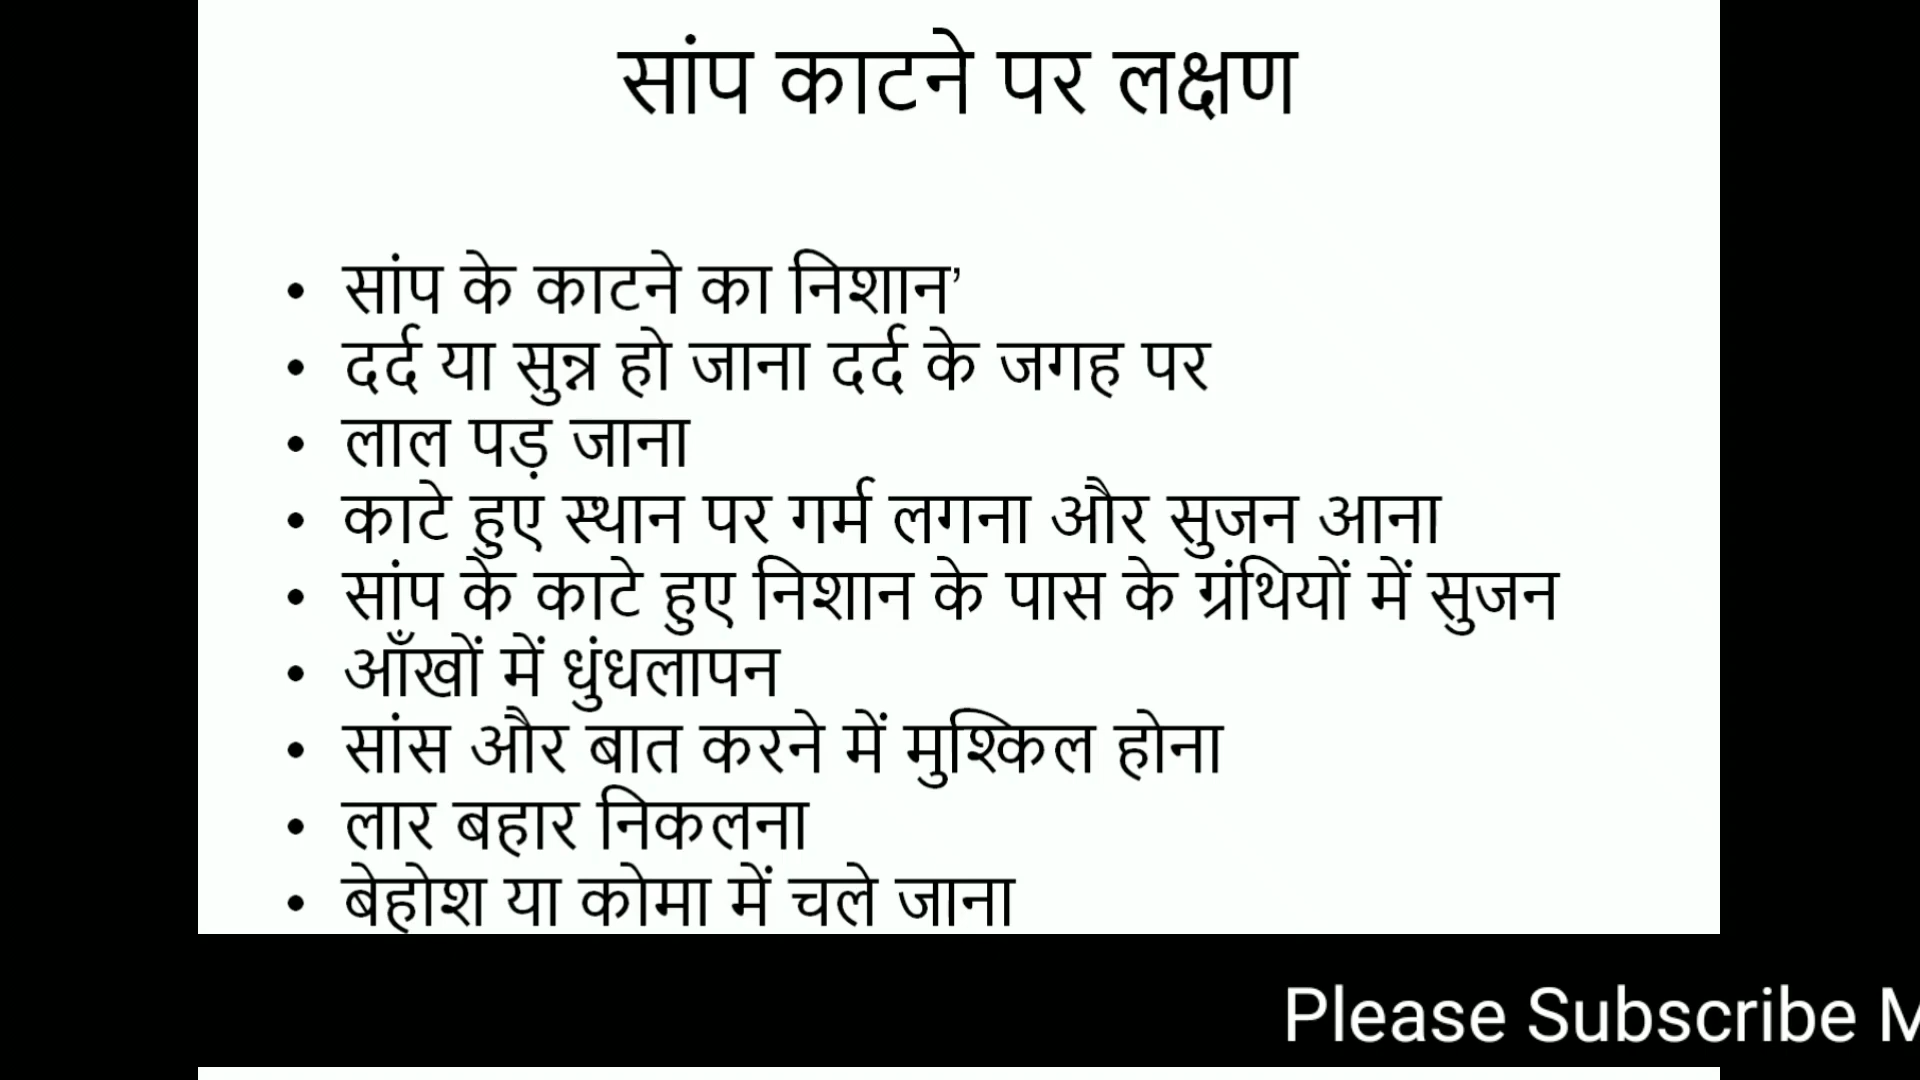 सांप काटने पर लक्षण
• सांप के काटने का निशान’
• दर्द या सुन्न हो जाना दर्द के जगह पर
• लाल पड़ जाना
• काटे हुए स्थान पर गर्म लगना और सुजन आना
• सांप के काटे हुए निशान के पास के ग्रंथियों में सुजन
• आँखों में धुंधलापन
• सांस और बात करने में मुश्किल होना
• लार बहार निकलना
• बेहोश या कोमा में चले जाना
Please Subscribe M